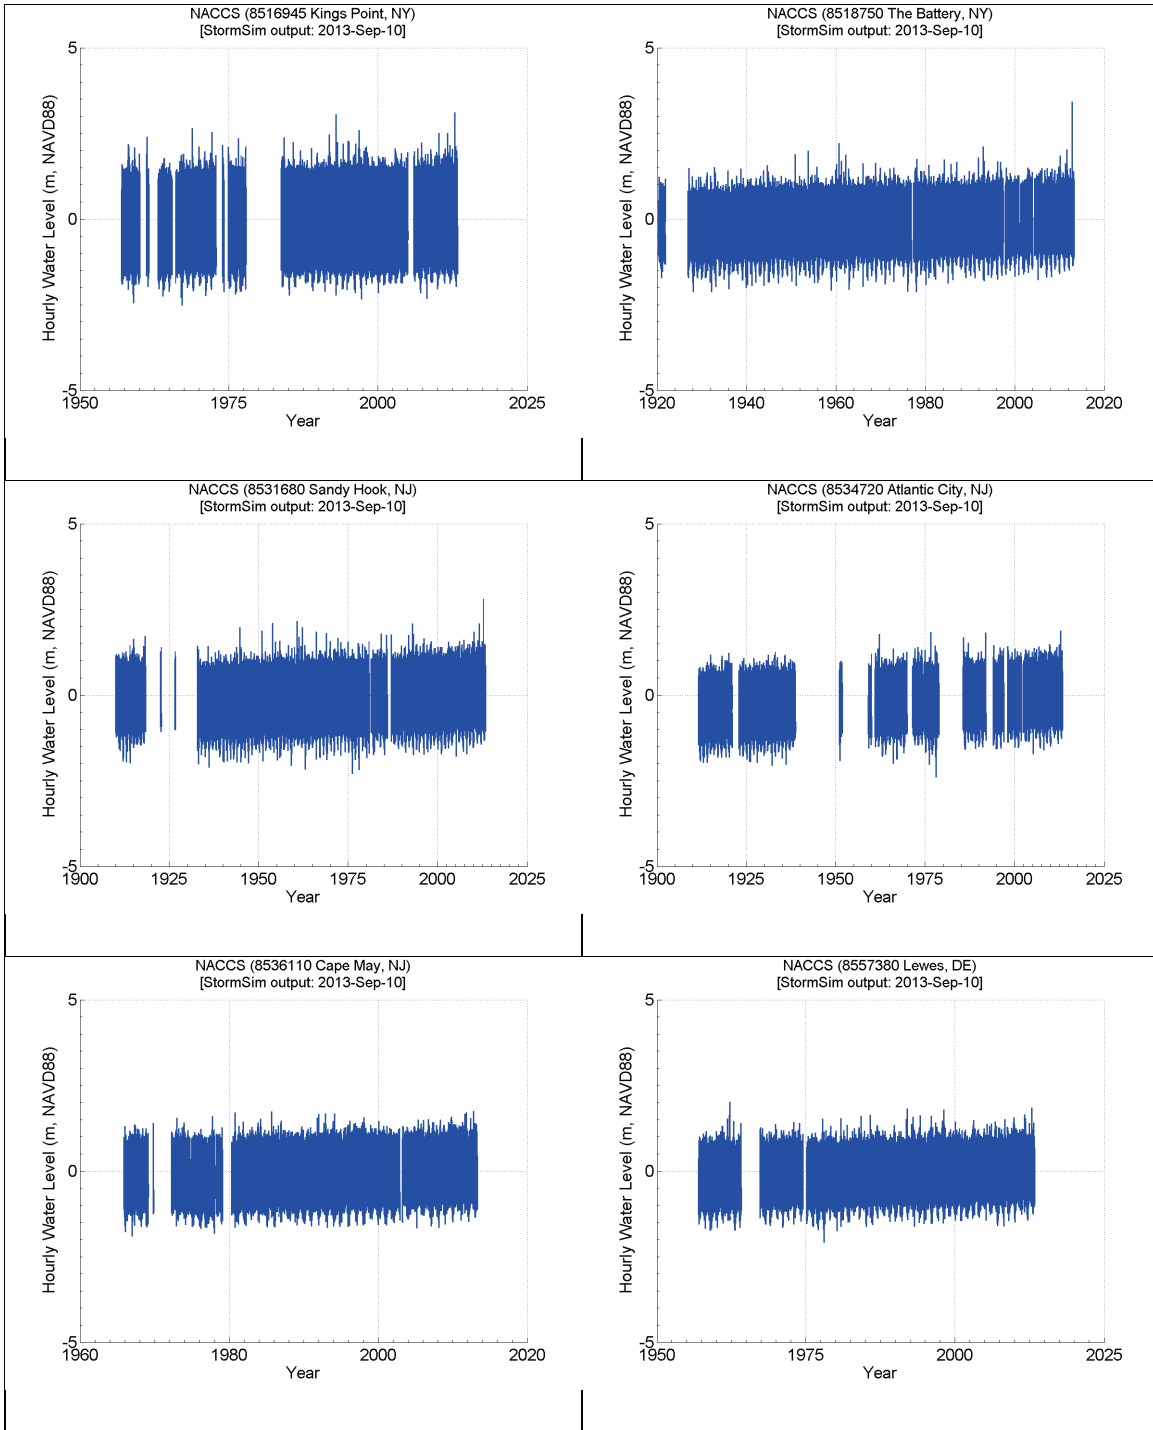 NACCS (8516945 Kings Point, NY)
[StormSim output: 2013-Sep-10]
5
0
-5
Hourly Water Level (m, NAVD88)
1950
1975
2000
2025
Year
NACCS (8518750 The Battery, NY)
[StormSim output: 2013-Sep-10]
5
0
-5
Hourly Water Level (m, NAVD88)
1920
1940
1960
1980
2000
2020
Year
NACCS (8531680 Sandy Hook, NJ)
[StormSim output: 2013-Sep-10]
5
0
-5
Hourly Water Level (m, NAVD88)
1900
1925
1950
1975
2000
2025
Year
NACCS (8534720 Atlantic City, NJ)
[StormSim output: 2013-Sep-10]
5
0
-5
Hourly Water Level (m, NAVD88)
1900
1925
1950
1975
2000
2025
Year
NACCS (8536110 Cape May, NJ)
[StormSim output: 2013-Sep-10]
5
0
-5
Hourly Water Level (m, NAVD88)
1960
1980
2000
2020
Year
NACCS (8557380 Lewes, DE)
[StormSim output: 2013-Sep-10]
5
0
-5
Hourly Water Level (m, NAVD88)
1950
1975
2000
2025
Year